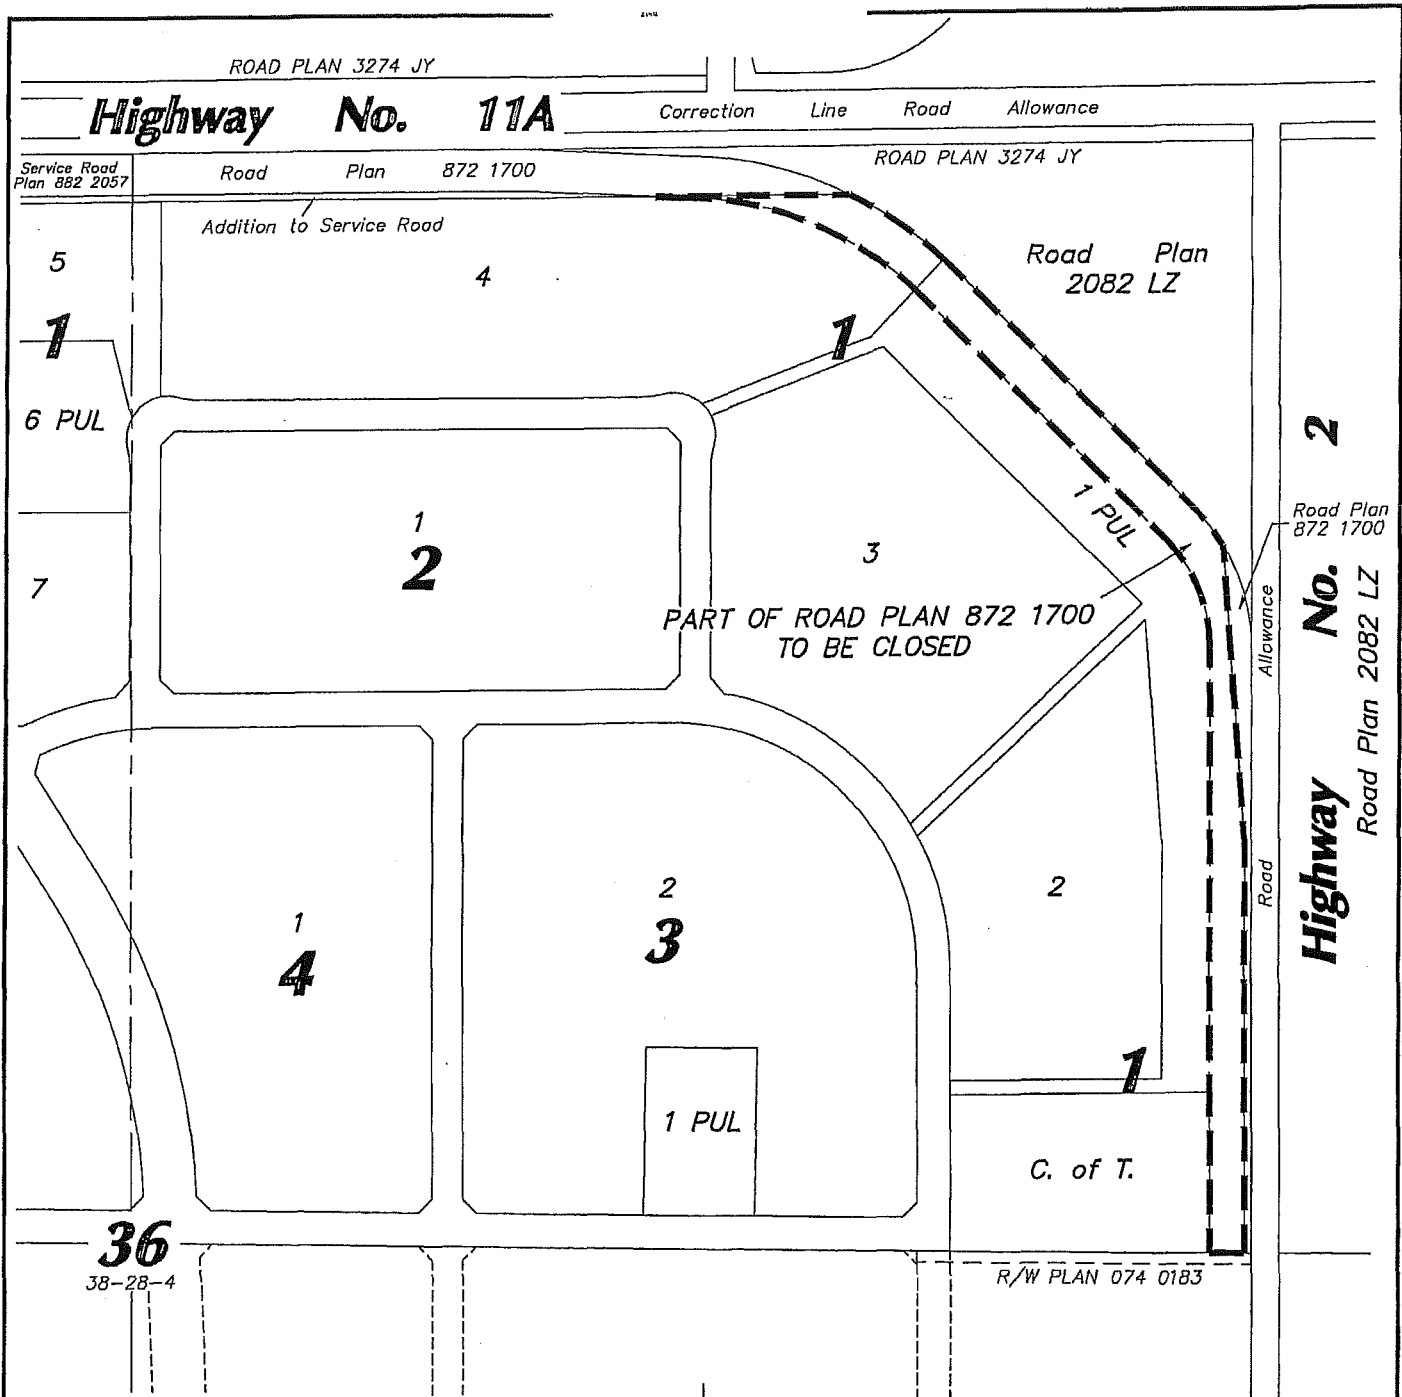 ROAD PLAN 3274 JY
Highway No. 11A
Correction Line Road Allowance
Service Road
Plan 882 2057
Road Plan 872 1700
ROAD PLAN 3274 JY
Addition to Service Road
5
4
Road Plan
2082 LZ
1
1
6 PUL
Highway No. 2
1 PUL
Road Plan
872 1700
1
2
3
7
PART OF ROAD PLAN 872 1700
TO BE CLOSED
Road Allowance
Road Plan 2082 LZ
1
4
2
3
2
1
1 PUL
C. of T.
36
38-28-4
R/W PLAN 074 0183